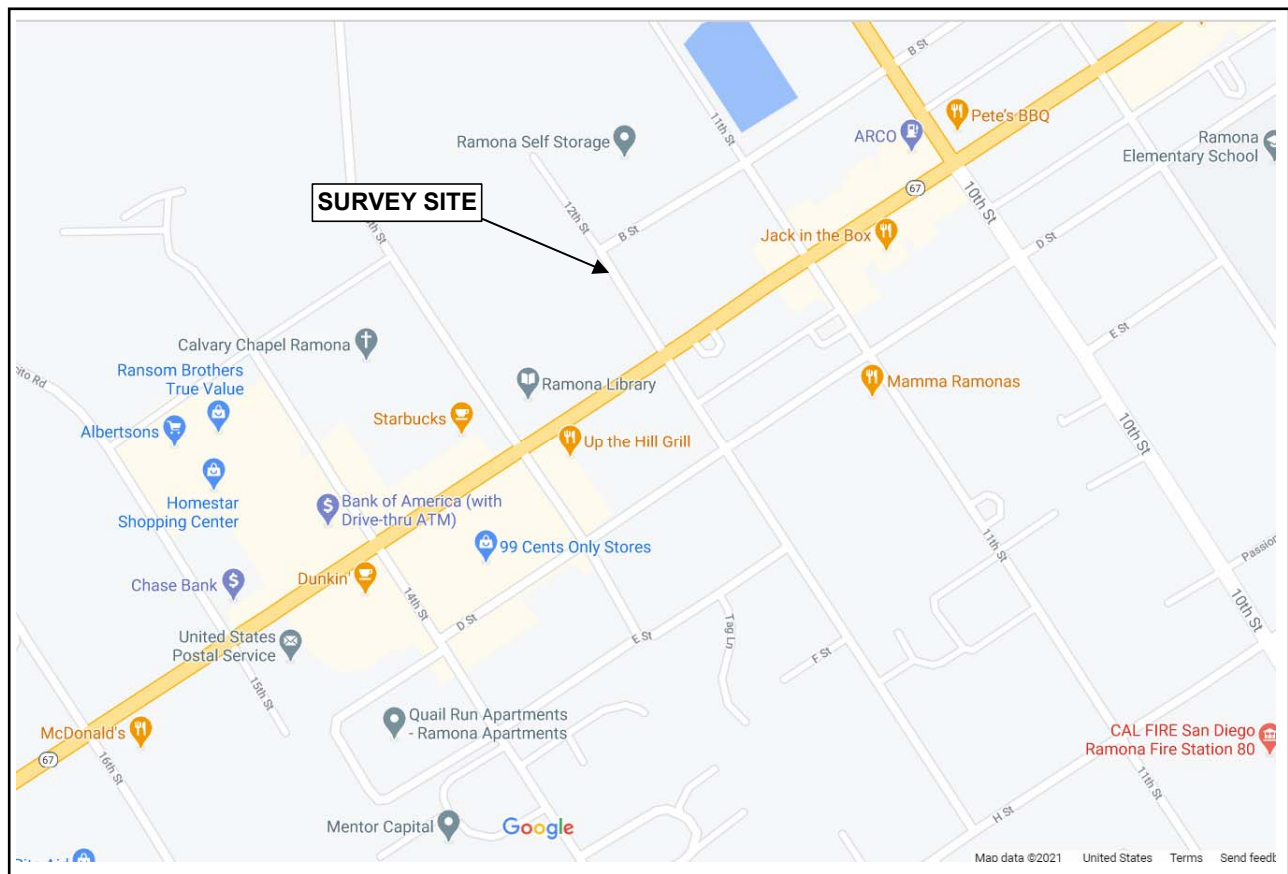 B St
Pete's BBQ
ARCO
Ramona
Elementary School
Ramona Self Storage
11th St
67
SURVEY SITE
12th St
B St
10th St
Jack in the Box
D St
E St
Calvary Chapel Ramona
Ransom Brothers
True Value
Ramona Library
Mamma Ramonas
Starbucks
Albertsons
Up the Hill Grill
10th St
Homestar
Shopping Center
Bank of America (with
Drive-thru ATM)
99 Cents Only Stores
11th St
Passion
Chase Bank
Dunkin'
14th St
D St
10th St
United States
Postal Service
E St
Tag Ln
F St
15th St
Quail Run Apartments
- Ramona Apartments
McDonald's
67
16th St
CAL FIRE San Diego
Ramona Fire Station 80
11th St
H St
Mentor Capital
Google
Map data ©2021 United States Terms Send feedb